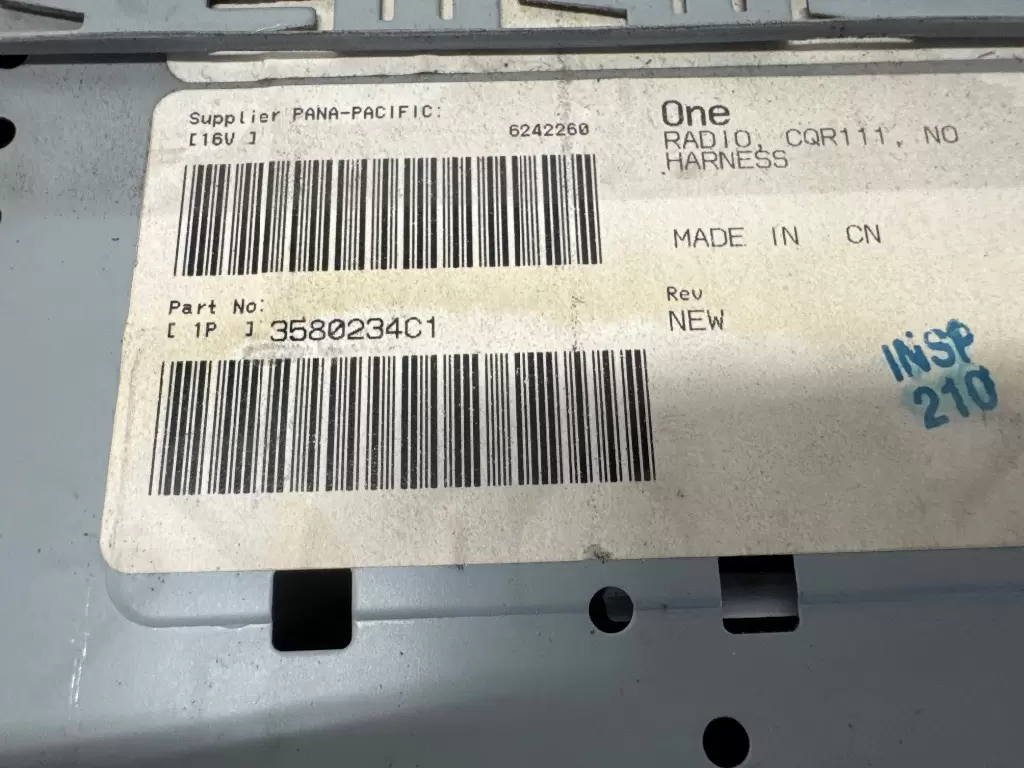 Supplier PANA-PACIFIC:
[16V ] 6242260
Part No:
[ 1P ] 3580234C1
One
RADIO, CQR111, NO
HARNESS
MADE IN CN
Rev
NEW
INSP
210